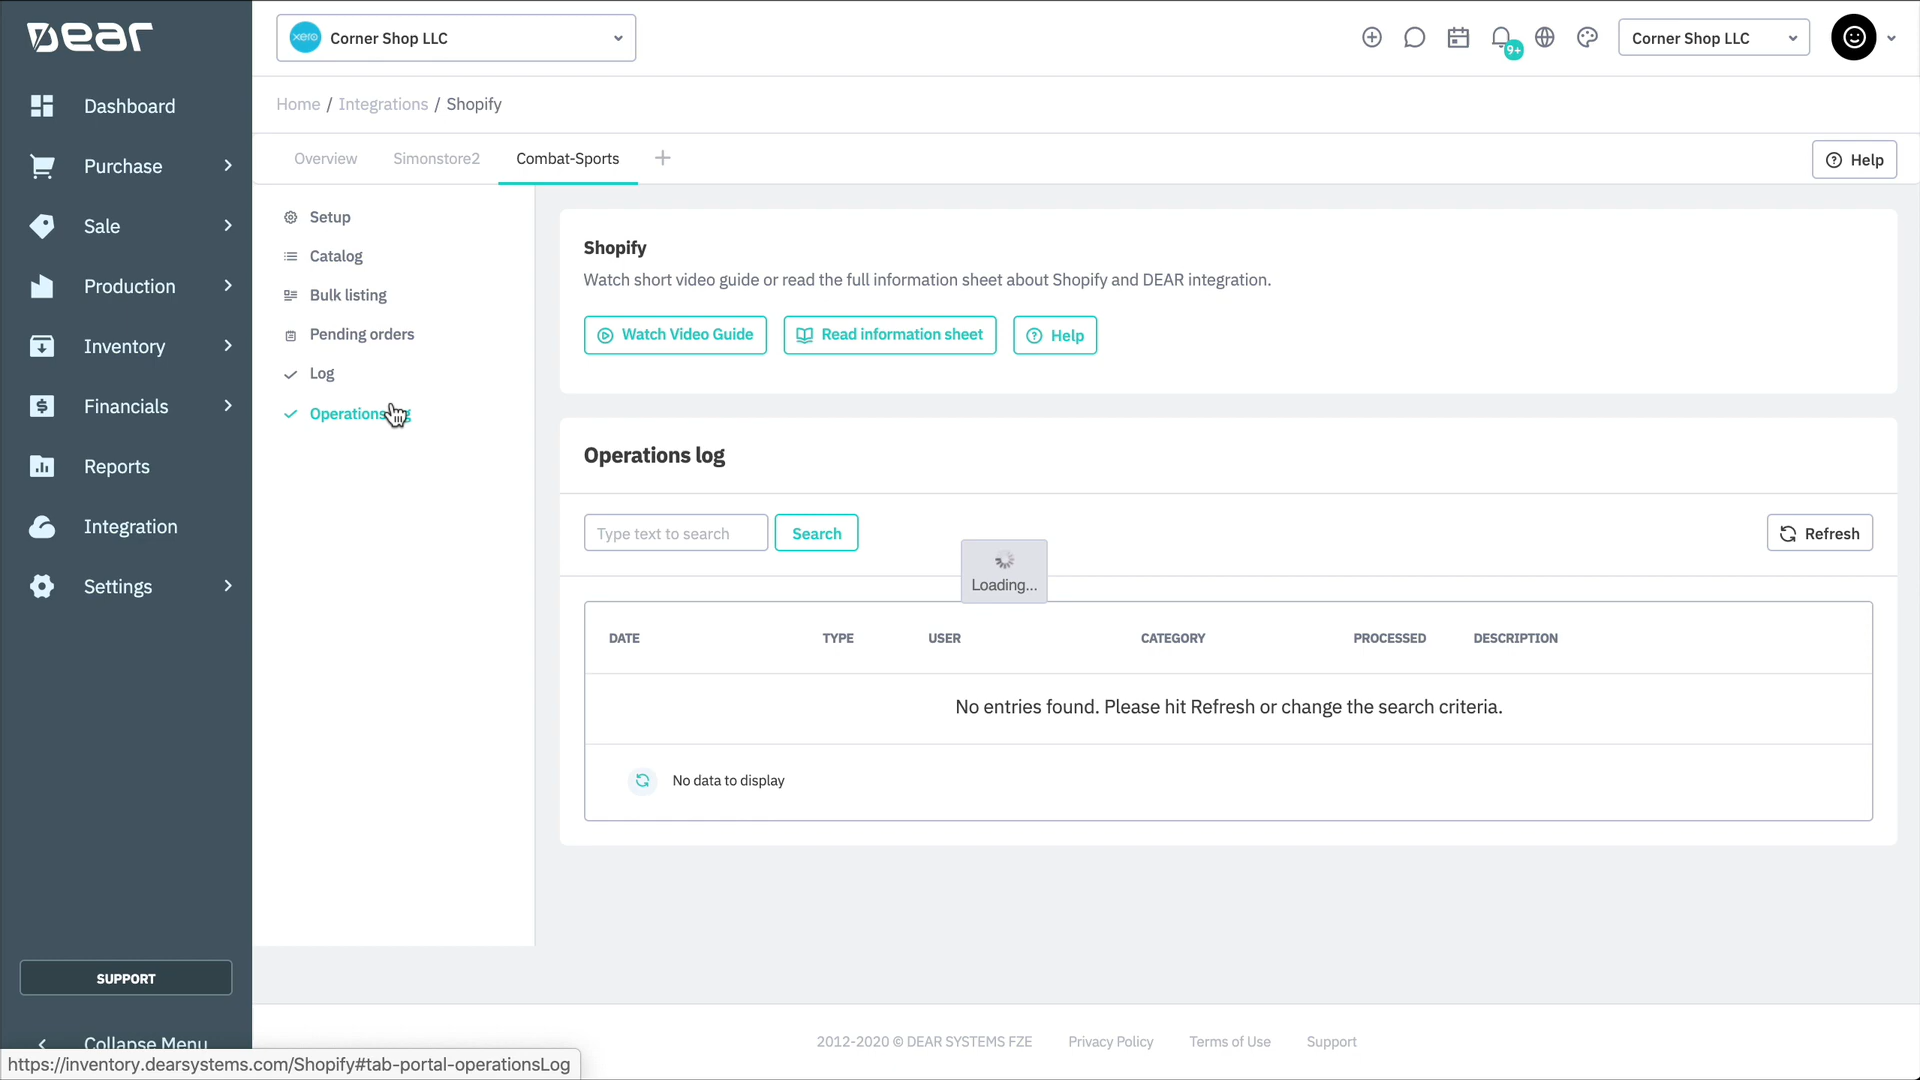 DEAR
xero Corner Shop LLC
9+
Corner Shop LLC
Dashboard
Purchase
Sale
Production
Inventory
Financials
Reports
Integration
Settings
SUPPORT
Collapse Menu
Home / Integrations / Shopify
Overview Simonstore2 Combat-Sports
Help
Setup
Catalog
Bulk listing
Pending orders
Log
Operations
Shopify
Watch short video guide or read the full information sheet about Shopify and DEAR integration.
Watch Video Guide Read information sheet Help
Operations log
Type text to search Search
Refresh
Loading...
DATE TYPE USER CATEGORY PROCESSED DESCRIPTION
No entries found. Please hit Refresh or change the search criteria.
No data to display
2012-2020 © DEAR SYSTEMS FZE Privacy Policy Terms of Use Support
https://inventory.dearsystems.com/Shopify#tab-portal-operationsLog